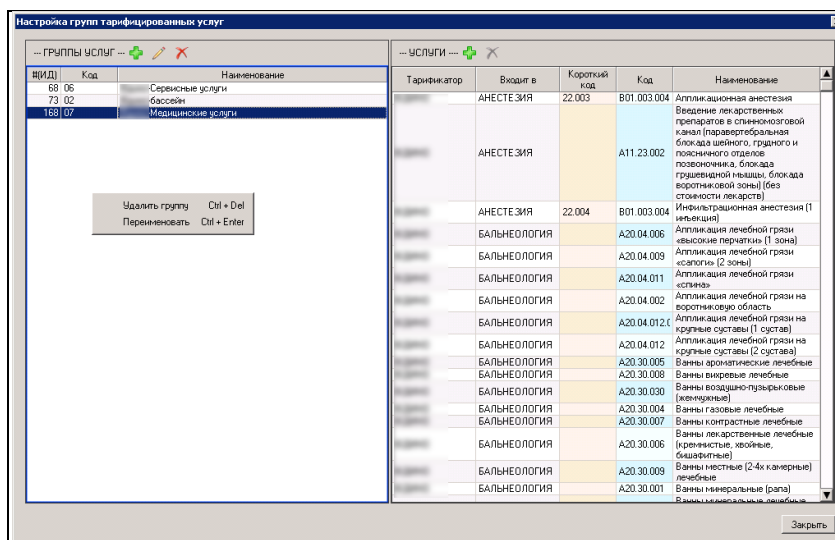 Настройка групп тарифицированных услуг
--- ГРУППЫ УСЛУГ ---
#(ИД) Код Наименование
68 06 -Сервисные услуги
73 02 -бассейн
168 07 -Медицинские услуги
Удалить группу Ctrl + Del
Переименовать Ctrl + Enter
--- УСЛУГИ ----
Тарификатор Входит в Короткий код Код Наименование
АНЕСТЕЗИЯ 22.003 B01.003.004 Аппликационная анестезия
АНЕСТЕЗИЯ A11.23.002 Введение лекарственных
препаратов в спинномозговой
канал (паравертебральная
блокада шейного, грудного и
поясничного отделов
позвоночника, блокада
грушевидной мышцы, блокада
воротниковой зоны) (без
стоимости лекарств)
АНЕСТЕЗИЯ 22.004 B01.003.004 Инфильтрационная анестезия (1
инъекция)
БАЛЬНЕОЛОГИЯ A20.04.006 Аппликация лечебной грязи
«высокие перчатки» (1 зона)
БАЛЬНЕОЛОГИЯ A20.04.009 Аппликация лечебной грязи
«сапоги» (2 зоны)
БАЛЬНЕОЛОГИЯ A20.04.011 Аппликация лечебной грязи
«спина»
БАЛЬНЕОЛОГИЯ A20.04.002 Аппликация лечебной грязи на
воротниковую область
БАЛЬНЕОЛОГИЯ A20.04.012.0 Аппликация лечебной грязи на
крупные суставы (1 сустав)
БАЛЬНЕОЛОГИЯ A20.04.012 Аппликация лечебной грязи на
крупные суставы (2 сустава)
БАЛЬНЕОЛОГИЯ A20.30.005 Ванны ароматические лечебные
БАЛЬНЕОЛОГИЯ A20.30.008 Ванны вихревые лечебные
БАЛЬНЕОЛОГИЯ A20.30.030 Ванны воздушно-пузырьковые
(жемчужные)
БАЛЬНЕОЛОГИЯ A20.30.004 Ванны газовые лечебные
БАЛЬНЕОЛОГИЯ A20.30.007 Ванны контрастные лечебные
БАЛЬНЕОЛОГИЯ A20.30.006 Ванны лекарственные лечебные
(кремнистые, хвойные,
бишафитные)
БАЛЬНЕОЛОГИЯ A20.30.009 Ванны местные (2-4х камерные)
лечебные
БАЛЬНЕОЛОГИЯ A20.30.001 Ванны минеральные (рапа)
Ванны минеральные лечебные
Закрыть